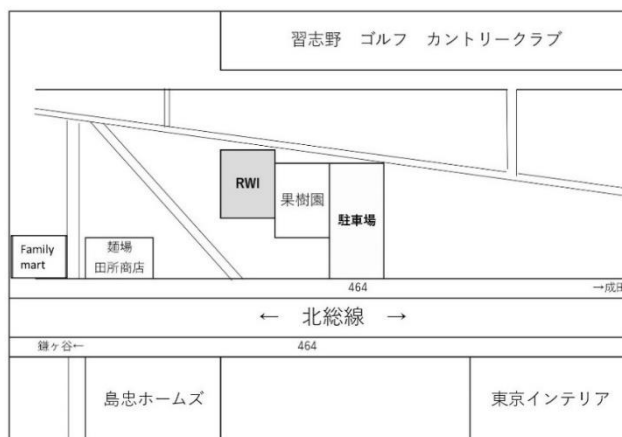 習志野 ゴルフ カントリークラブ
RWI
果樹園
駐車場
Family
mart
麺場
田所商店
464
→成田
← 北総線 →
鎌ヶ谷←
464
島忠ホームズ
東京インテリア